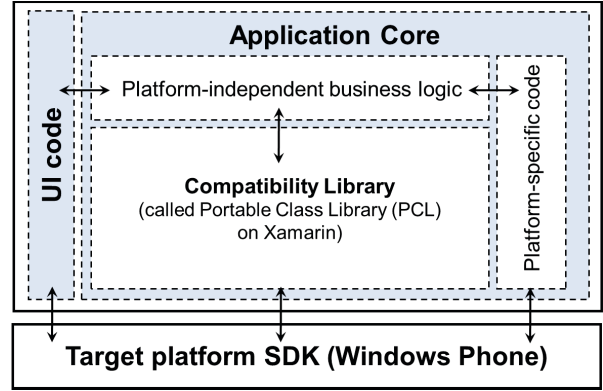 Application Core
UI code
Platform-independent business logic
Platform-specific code
Compatibility Library
(called Portable Class Library (PCL)
on Xamarin)
Target platform SDK (Windows Phone)